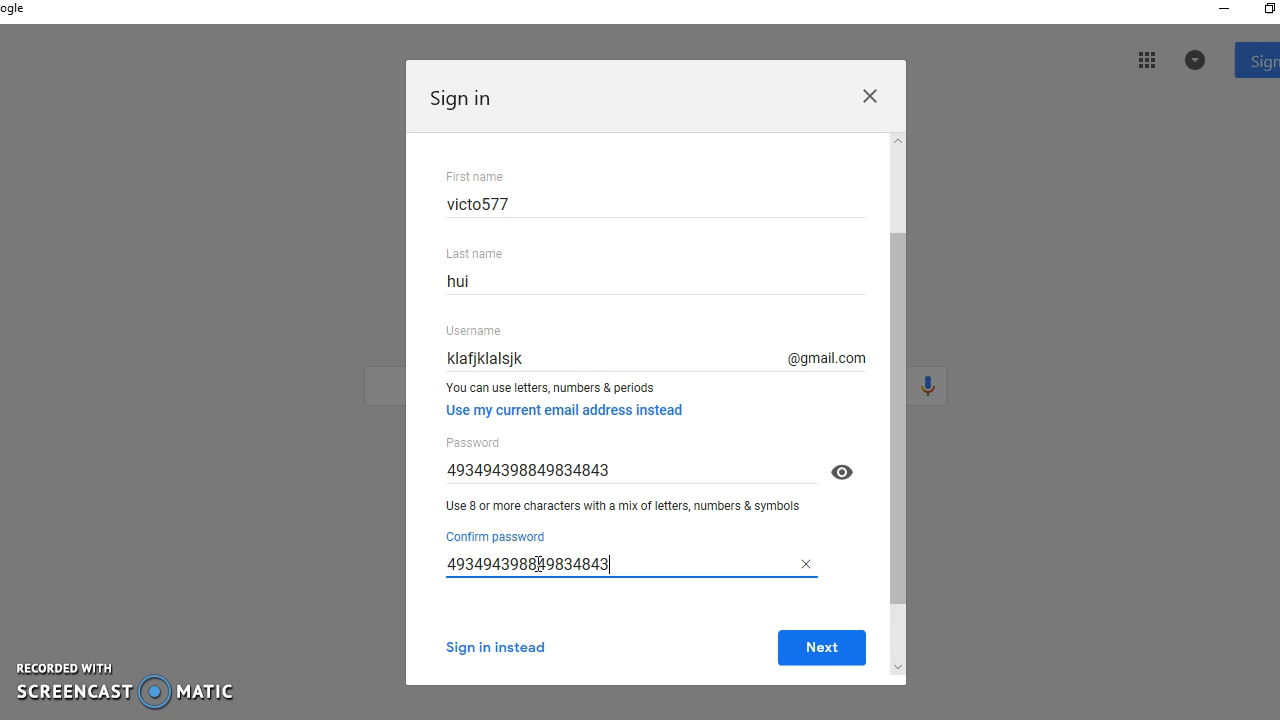 ogle
Sign
Sign in
First name
victo577
Last name
hui
Username
klafjklalsjk
@gmail.com
You can use letters, numbers & periods
Use my current email address instead
Password
493494398849834843
Use 8 or more characters with a mix of letters, numbers & symbols
Confirm password
493494398849834843
Sign in instead
Next
RECORDED WITH
SCREENCAST MATIC